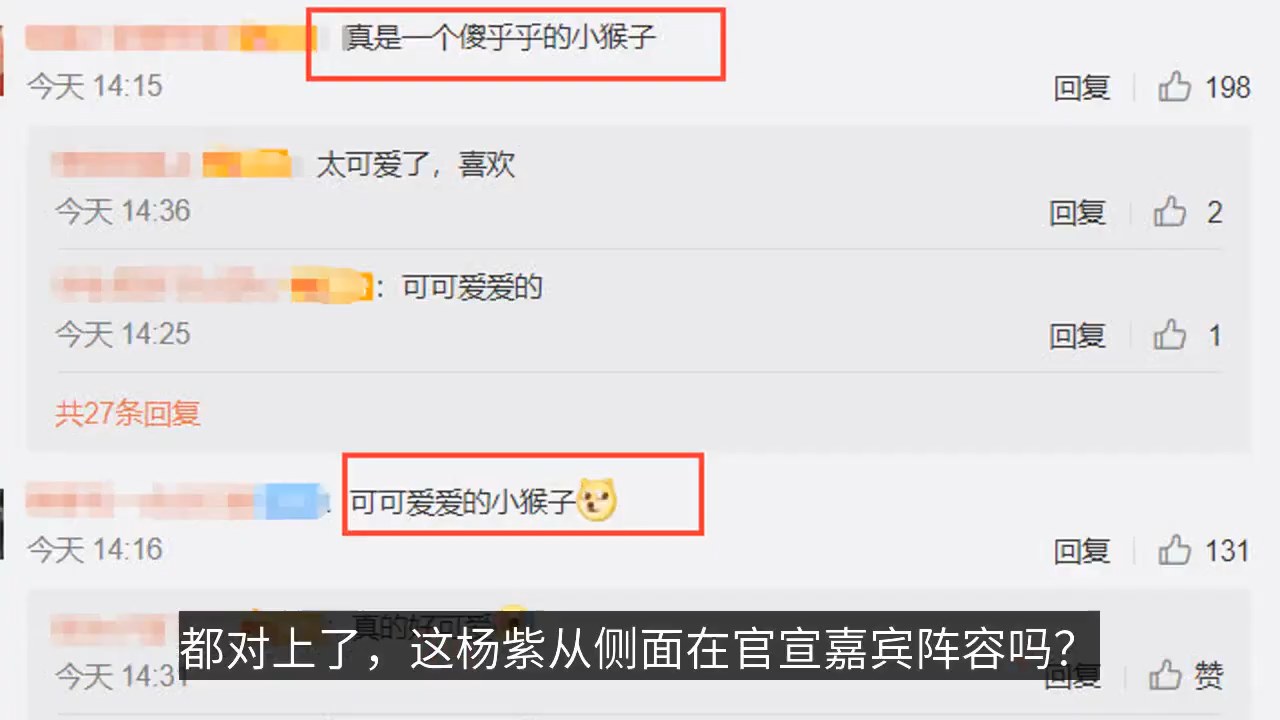 真是一个傻乎乎的小猴子
今天 14:15
回复 198
太可爱了，喜欢
今天 14:36
回复 2
：可可爱爱的
今天 14:25
回复 1
共27条回复
可可爱爱的小猴子
今天 14:16
回复 131
：真的好可爱
都对上了，这杨紫从侧面在官宣嘉宾阵容吗？
今天 14:31
回复 赞